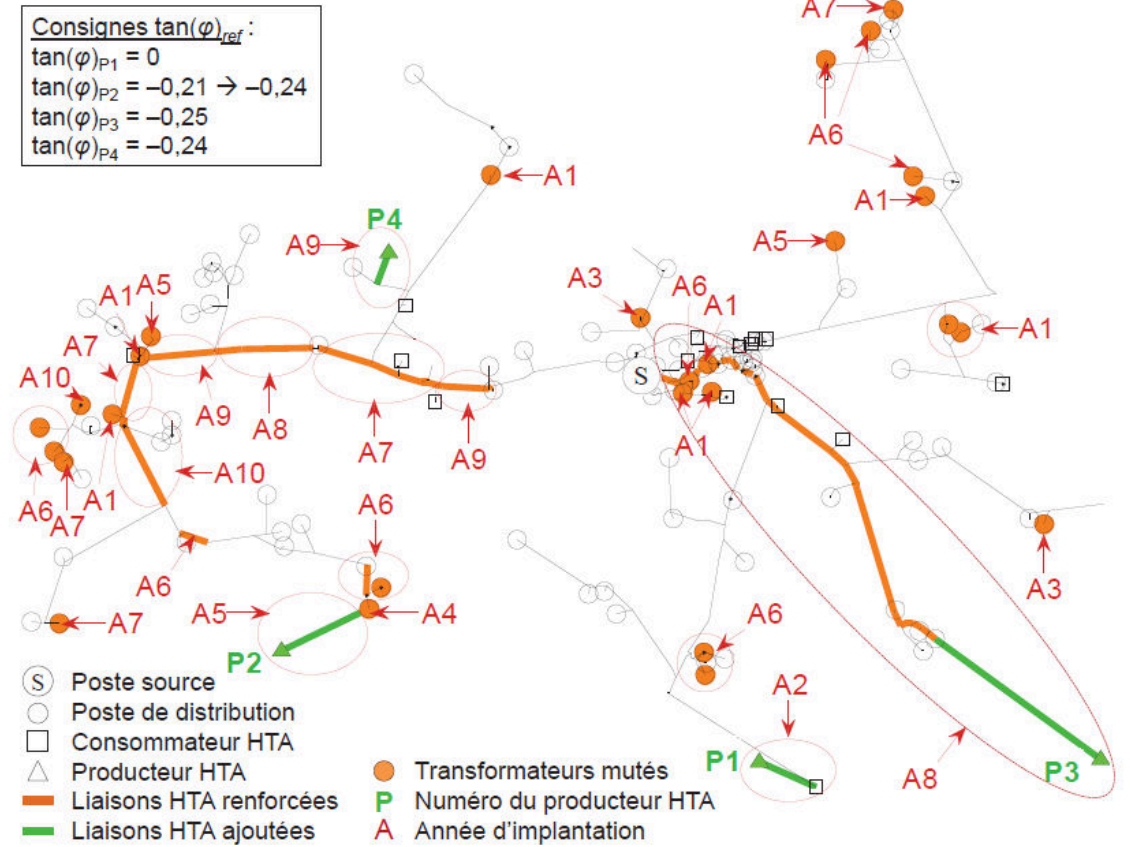 Consignes tan(φ)ref :
tan(φ)P1 = 0
tan(φ)P2 = –0,21 → –0,24
tan(φ)P3 = –0,25
tan(φ)P4 = –0,24
A7
A6
A1
A1
P4
A9
A5
A3
A6
A1
A1
A5
A1
A7
A10
A9
A8
A7
A9
A1
A6
A7
A1
A10
A6
A6
A3
A7
A5
A4
A6
P2
A2
P1
A8
P3
S
S Poste source
Poste de distribution
Consommateur HTA
Producteur HTA
Liaisons HTA renforcées
Liaisons HTA ajoutées
Transformateurs mutés
P Numéro du producteur HTA
A Année d'implantation